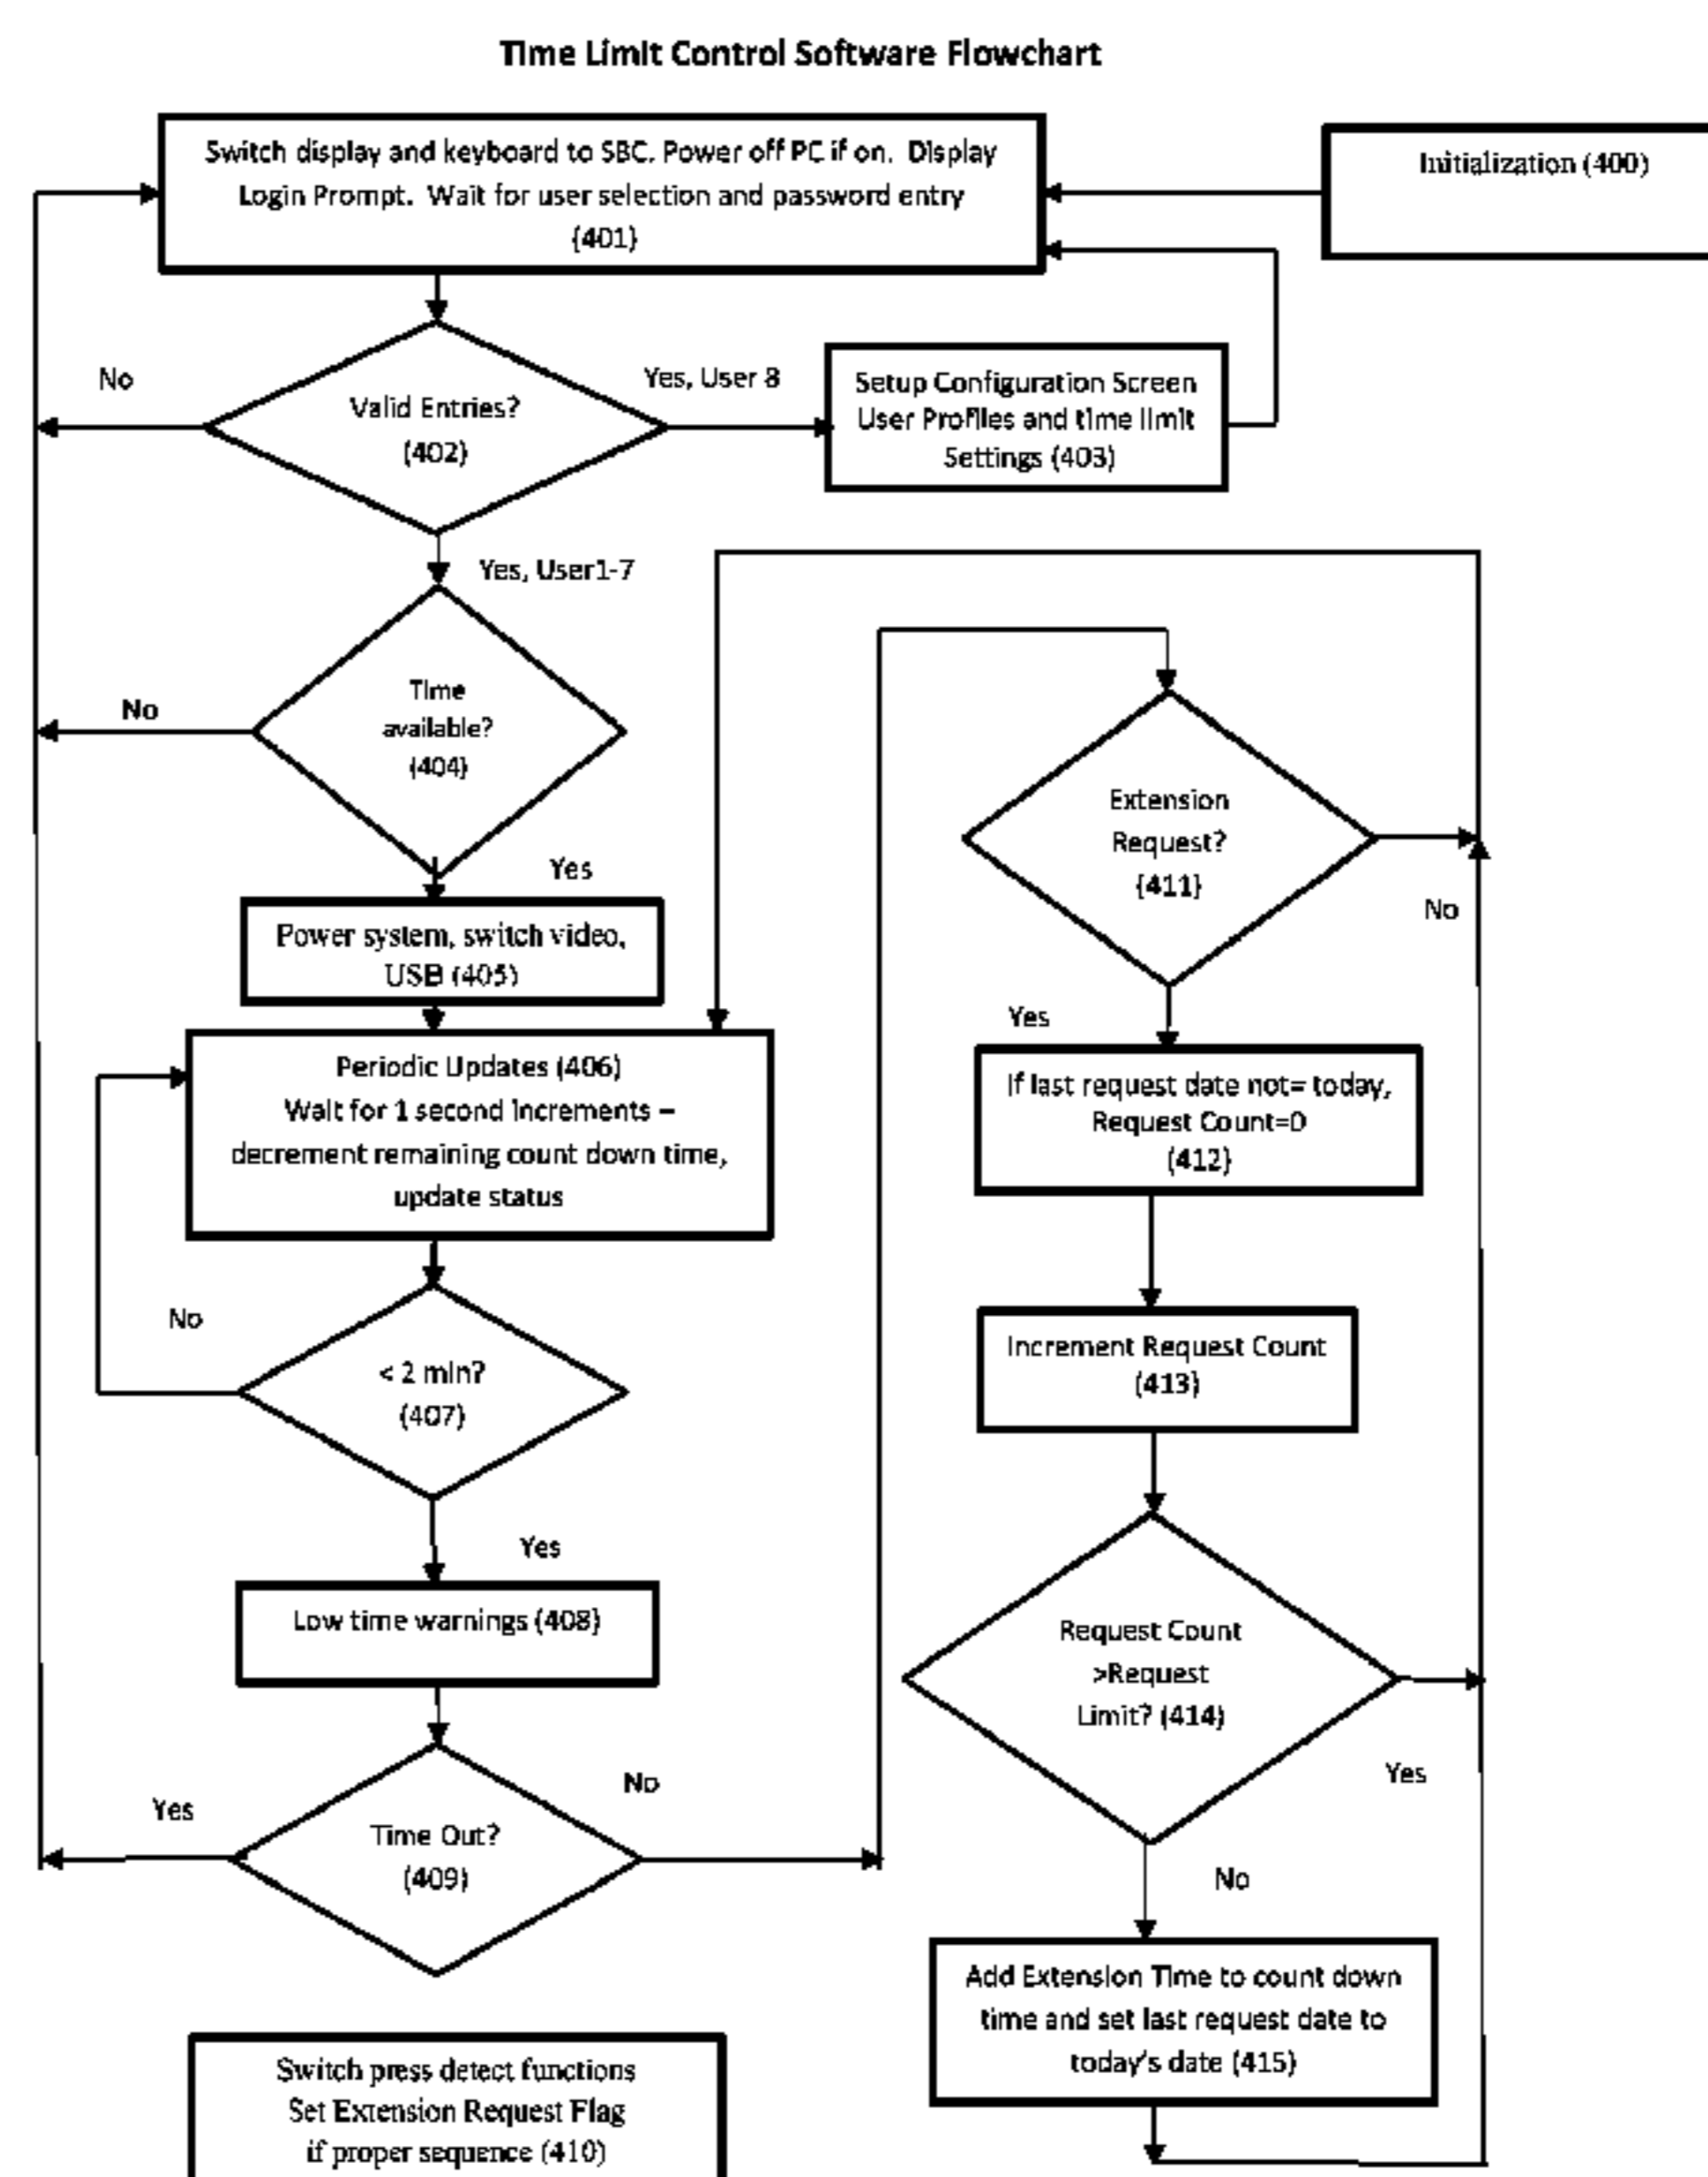 Time Limit Control Software Flowchart
Switch display and keyboard to SBC. Power off PC if on. Display
Login Prompt. Wait for user selection and password entry
(401)
Initialization (400)
No
Valid Entries?
(402)
Yes, User 8
Setup Configuration Screen
User Profiles and time limit
Settings (403)
Yes, User1-7
No
Time
available?
(404)
Yes
Power system, switch video,
USB (405)
Periodic Updates (406)
Wait for 1 second increments –
decrement remaining count down time,
update status
No
< 2 min?
(407)
Yes
Low time warnings (408)
Yes
Time Out?
(409)
No
Switch press detect functions
Set Extension Request Flag
if proper sequence (410)
Extension
Request?
(411)
No
Yes
If last request date not= today,
Request Count=0
(412)
Increment Request Count
(413)
Request Count
>Request
Limit? (414)
Yes
No
Add Extension Time to count down
time and set last request date to
today's date (415)